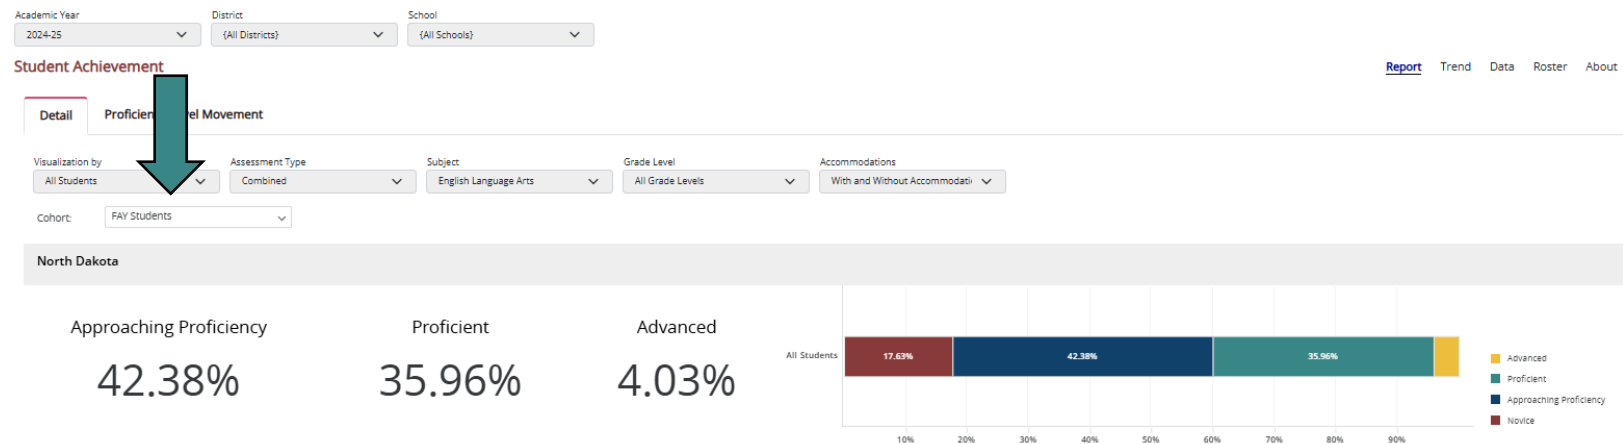 Academic Year District School
2024-25 {All Districts} {All Schools}
Student Achievement Report Trend Data Roster About
Detail Movement
Visualization by Assessment Type Subject Grade Level Accommodations
All Students Combined English Language Arts All Grade Levels With and Without Accommodati
Cohort: FAY Students
North Dakota
Approaching Proficiency Proficient Advanced
42.38% 35.96% 4.03%
All Students 17.63% 42.38% 35.96%
Advanced
Proficient
Approaching Proficiency
Novice
10% 20% 30% 40% 50% 60% 70% 80% 90%